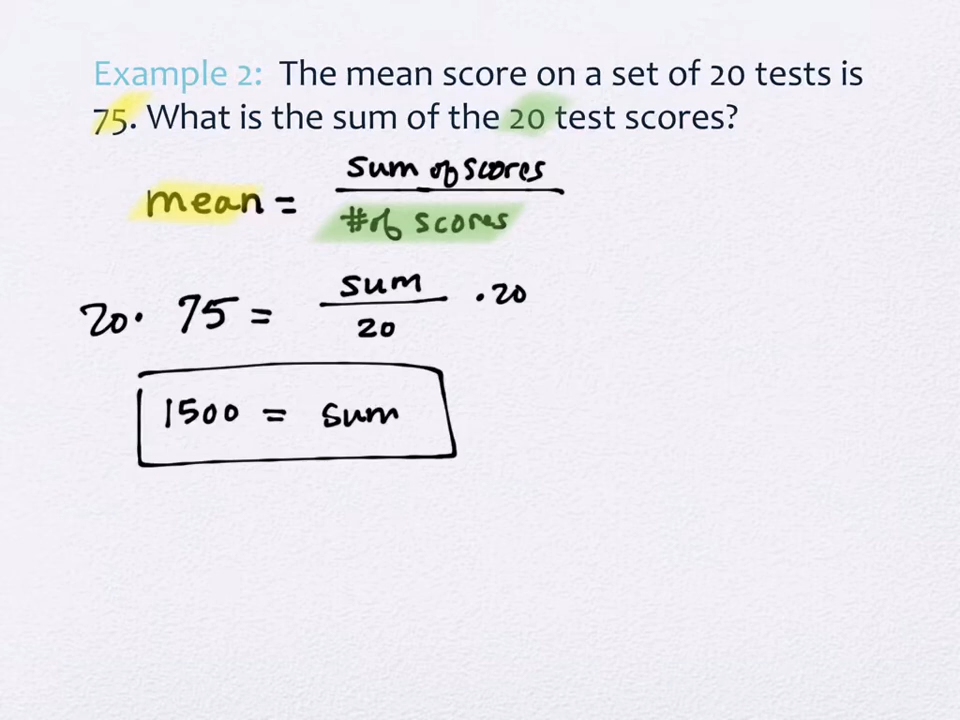 Example 2: The mean score on a set of 20 tests is
75. What is the sum of the 20 test scores?
mean = sum of scores / # of scores
20 · 75 = sum / 20 · 20
1500 = sum